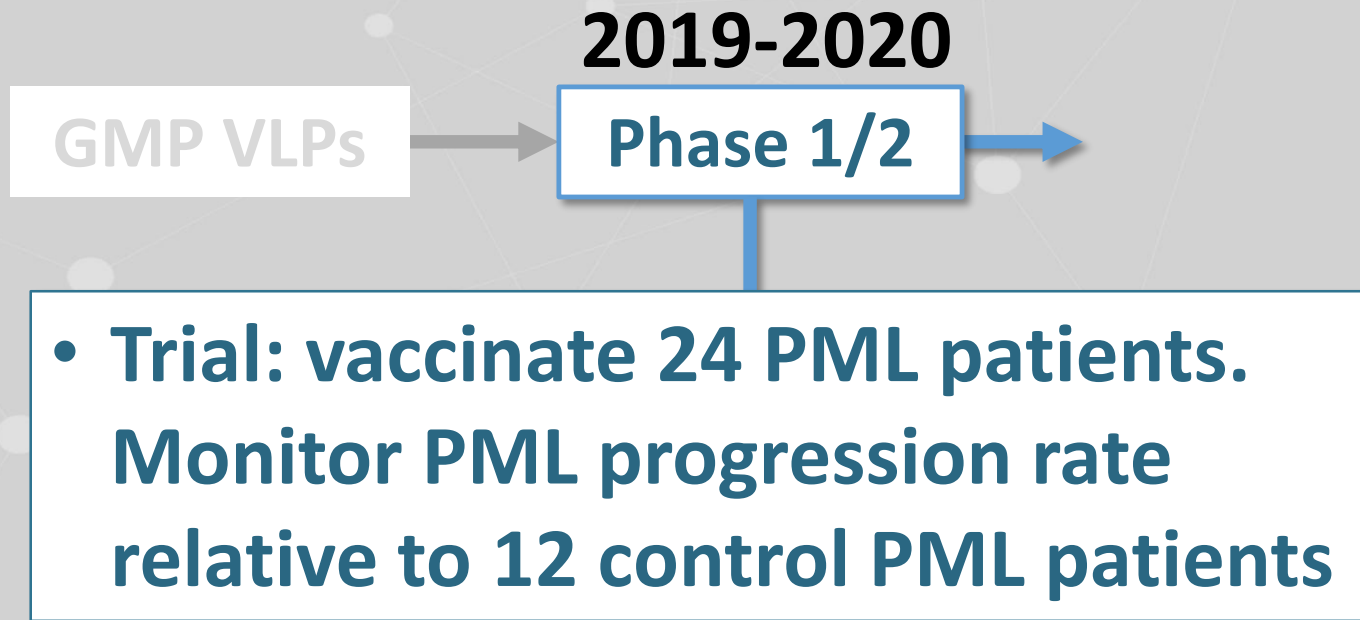 2019-2020
GMP VLPs
Phase 1/2
• Trial: vaccinate 24 PML patients.
Monitor PML progression rate
relative to 12 control PML patients